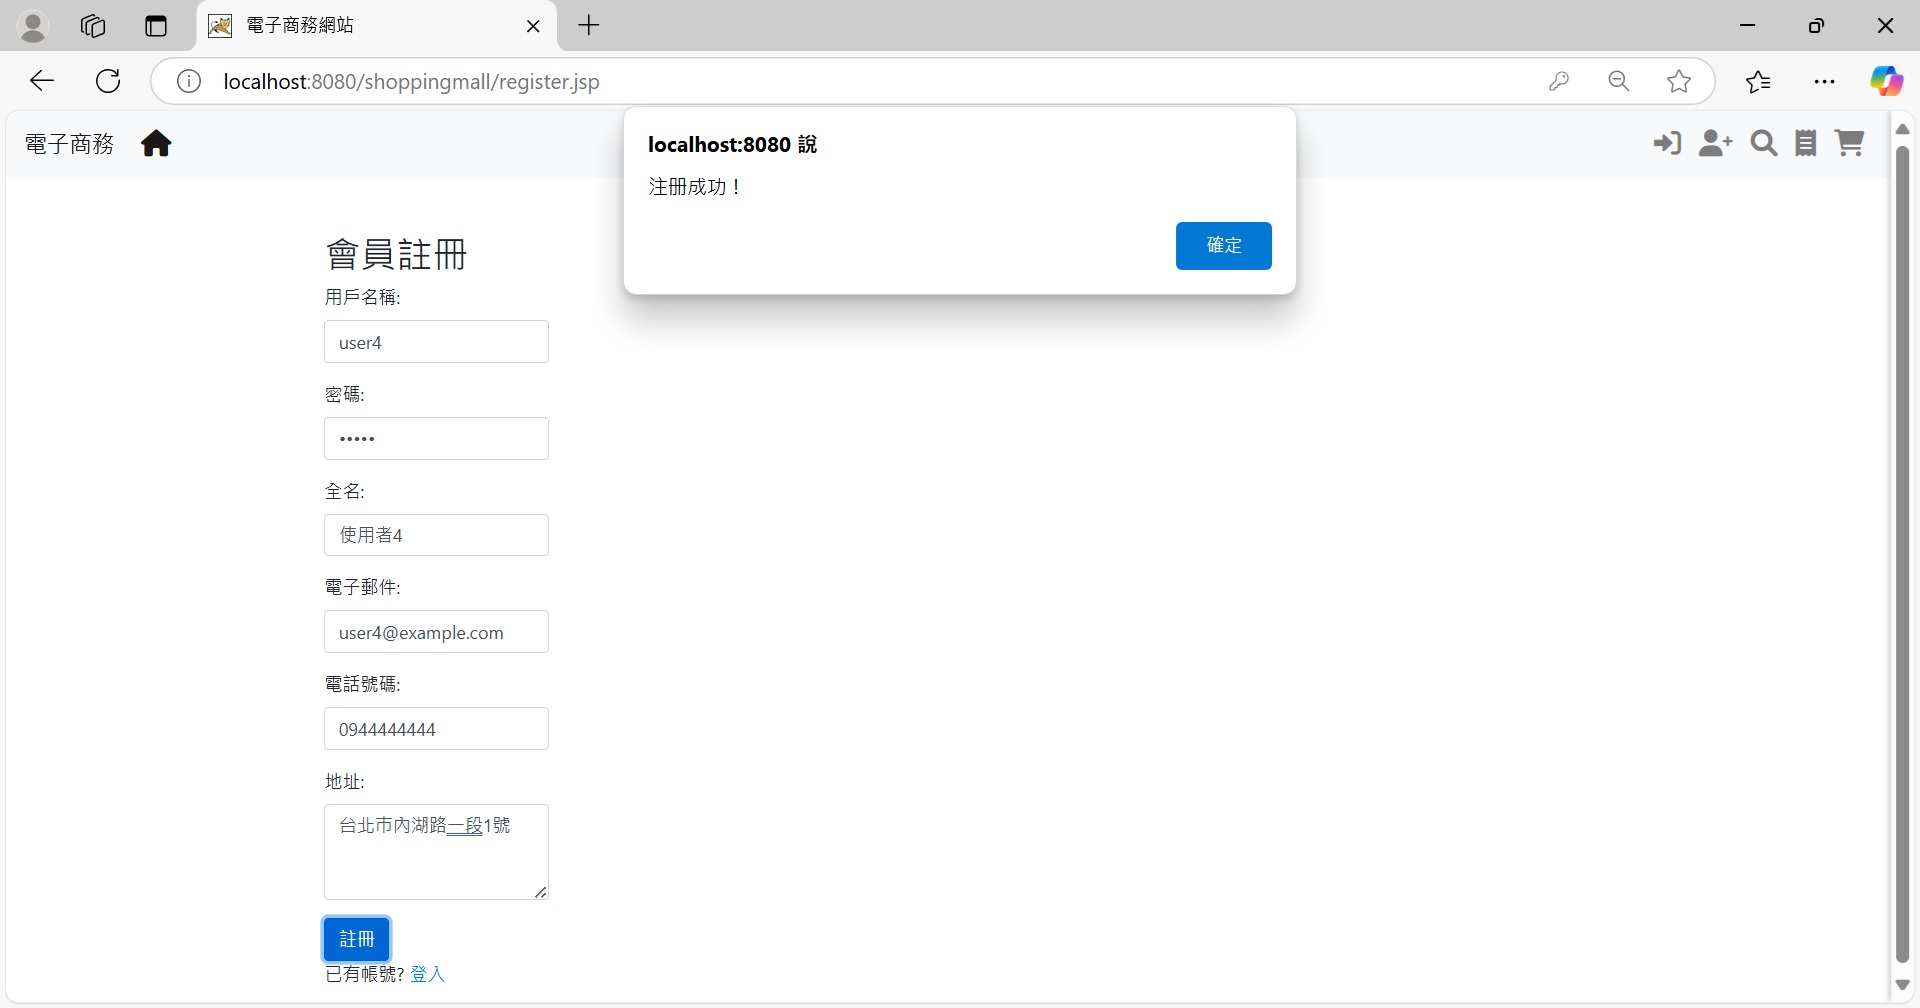 電子商務網站
localhost:8080/shoppingmall/register.jsp
電子商務
localhost:8080 說
注冊成功！
確定
會員註冊
用戶名稱:
user4
密碼:
•••••
全名:
使用者4
電子郵件:
user4@example.com
電話號碼:
0944444444
地址:
台北市內湖路一段1號
註冊
已有帳號? 登入